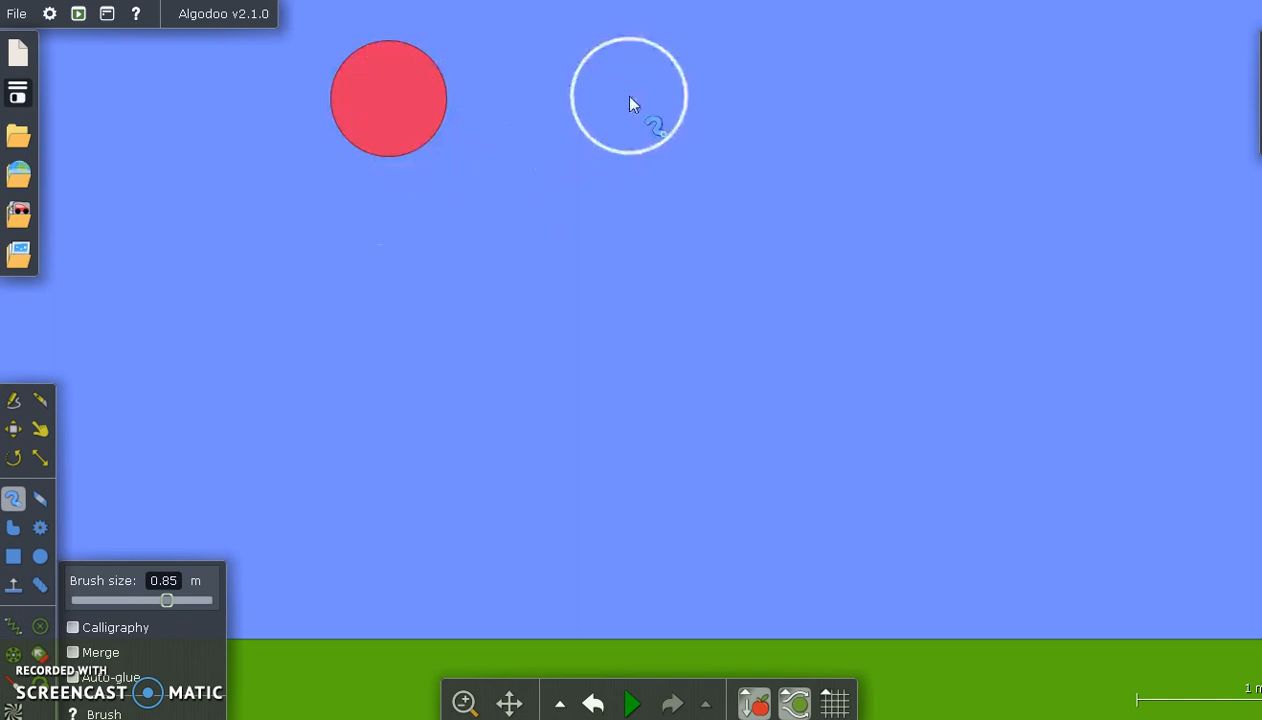 File ? Algodoo v2.1.0
Brush size: 0.85 m
Calligraphy
Merge
Auto-glue
? Brush
RECORDED WITH
SCREENCAST MATIC
1 m